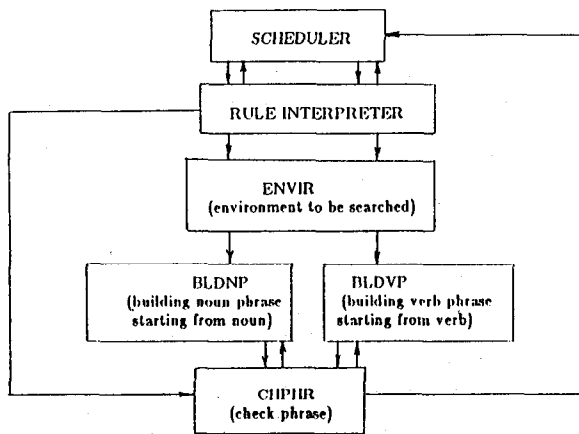 SCHEDULER
RULE INTERPRETER
ENVIR
(environment to be searched)
BLDNP
(building noun phrase
starting from noun)
BLDVP
(building verb phrase
starting from verb)
CHPHR
(check phrase)